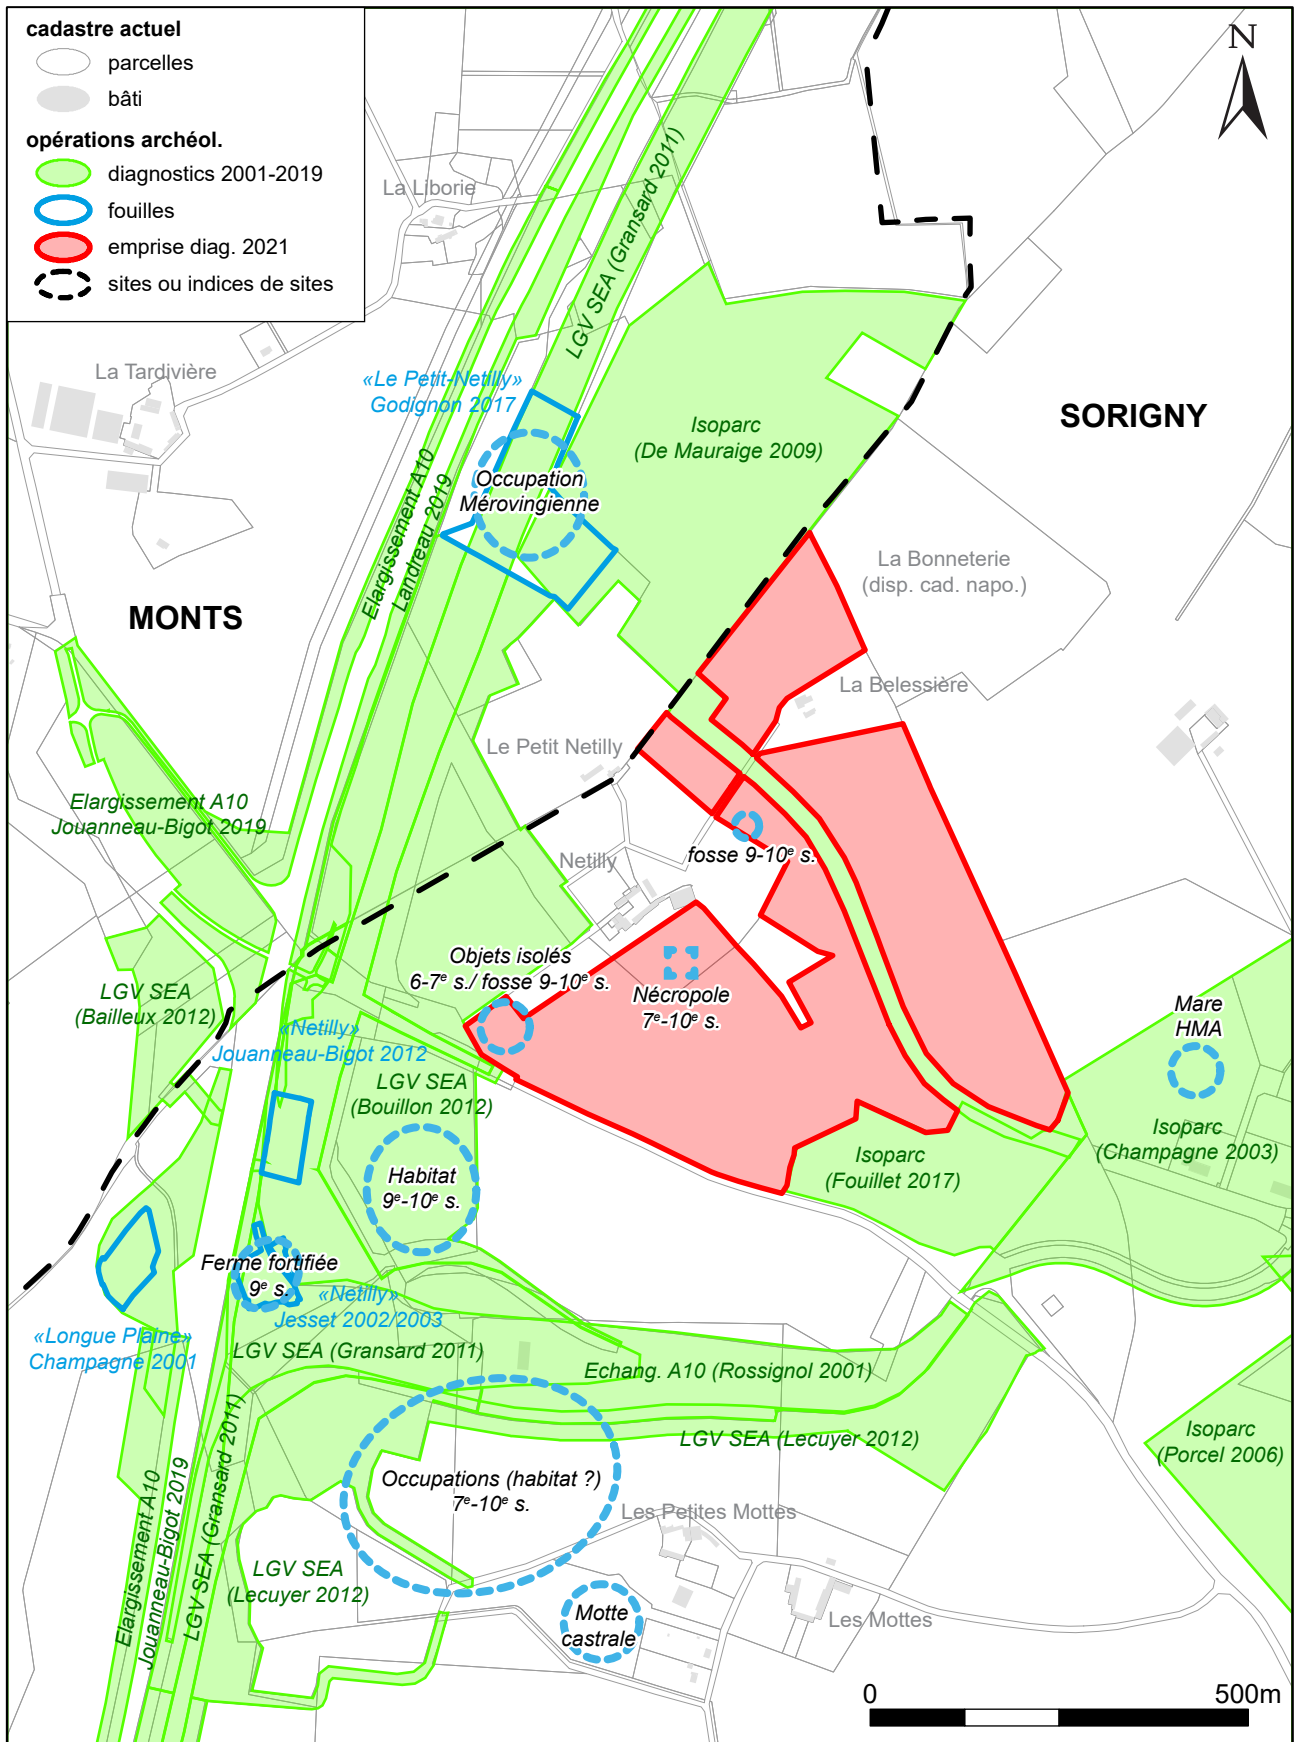 cadastre actuel
parcelles
bâti
opérations archéol.
diagnostics 2001-2019
fouilles
emprise diag. 2021
sites ou indices de sites
N
La Liborie
LGV SEA (Gransard 2011)
La Tardivière
«Le Petit-Netilly»
Godignon 2017
SORIGNY
Isoparc
(De Mauraige 2009)
Elargissement A10
Landreau 2019
Occupation
Mérovingienne
La Bonneterie
(disp. cad. napo.)
MONTS
La Belessière
Le Petit Netilly
Elargissement A10
Jouanneau-Bigot 2019
fosse 9-10e s.
Netilly
Objets isolés
6-7e s./ fosse 9-10e s.
Nécropole
7e-10e s.
LGV SEA
(Bailleux 2012)
Mare
HMA
«Netilly»
Jouanneau-Bigot 2012
LGV SEA
(Bouillon 2012)
Isoparc
(Champagne 2003)
Isoparc
(Fouillet 2017)
Habitat
9e-10e s.
Ferme fortifiée
9e s.
«Netilly»
Jesset 2002/2003
«Longue Plaine»
Champagne 2001
LGV SEA (Gransard 2011)
Echang. A10 (Rossignol 2001)
LGV SEA (Lecuyer 2012)
Isoparc
(Porcel 2006)
Occupations (habitat ?)
7e-10e s.
Les Petites Mottes
Elargissement A10
Jouanneau-Bigot 2019
LGV SEA (Gransard 2011)
LGV SEA
(Lecuyer 2012)
Motte
castrale
Les Mottes
0 500m